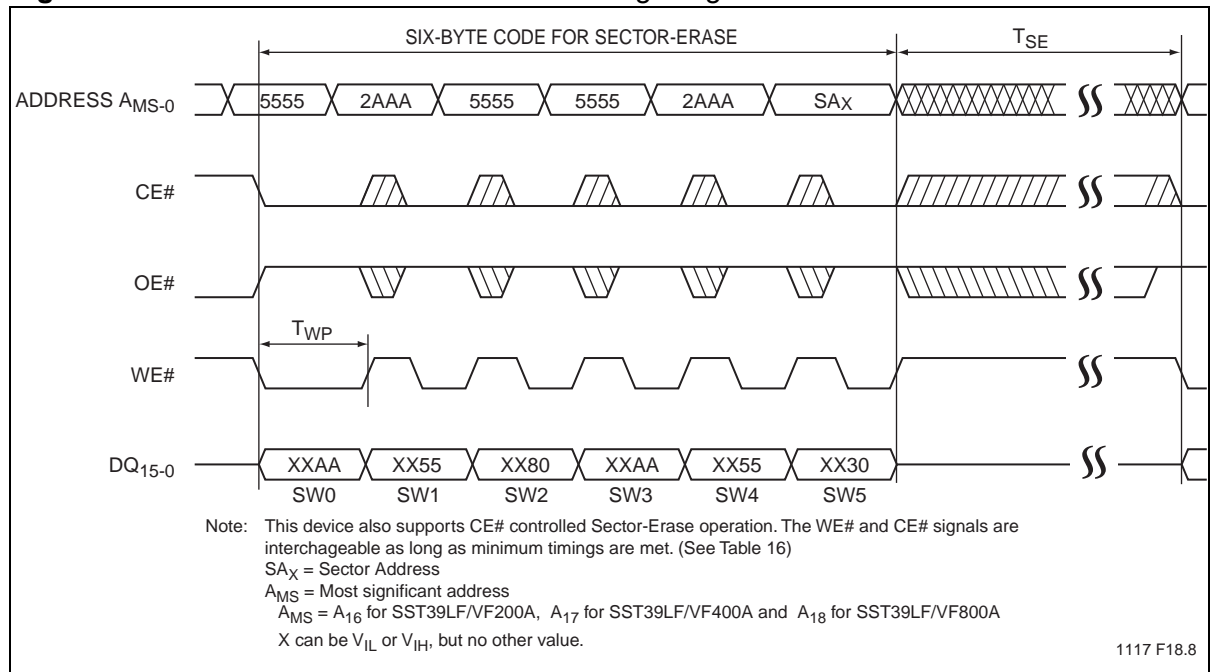 SIX-BYTE CODE FOR SECTOR-ERASE TSE
ADDRESS AMS-0 5555 2AAA 5555 5555 2AAA SAX
CE#
OE#
TWP
WE#
DQ15-0 XXAA XX55 XX80 XXAA XX55 XX30
SW0 SW1 SW2 SW3 SW4 SW5
Note: This device also supports CE# controlled Sector-Erase operation. The WE# and CE# signals are
interchageable as long as minimum timings are met. (See Table 16)
SAX = Sector Address
AMS = Most significant address
AMS = A16 for SST39LF/VF200A, A17 for SST39LF/VF400A and A18 for SST39LF/VF800A
X can be VIL or VIH, but no other value.
1117 F18.8